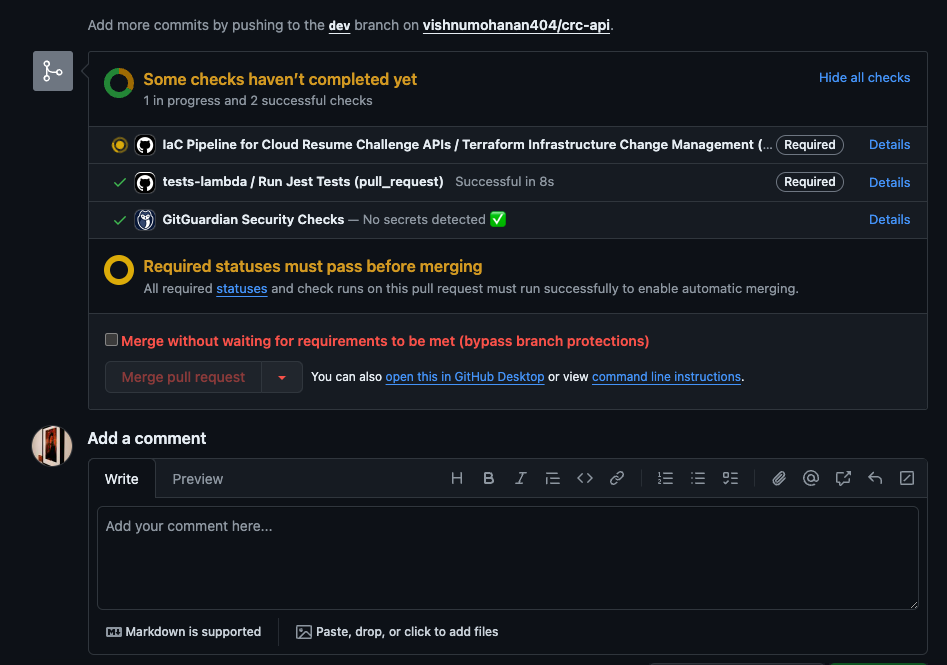 Add more commits by pushing to the dev branch on vishnumohanan404/crc-api.
Some checks haven't completed yet
Hide all checks
1 in progress and 2 successful checks
IaC Pipeline for Cloud Resume Challenge APIs / Terraform Infrastructure Change Management (... Required Details
tests-lambda / Run Jest Tests (pull_request) Successful in 8s Required Details
GitGuardian Security Checks — No secrets detected ✅ Details
Required statuses must pass before merging
All required statuses and check runs on this pull request must run successfully to enable automatic merging.
Merge without waiting for requirements to be met (bypass branch protections)
Merge pull request You can also open this in GitHub Desktop or view command line instructions.
Add a comment
Write Preview
Add your comment here...
Markdown is supported Paste, drop, or click to add files